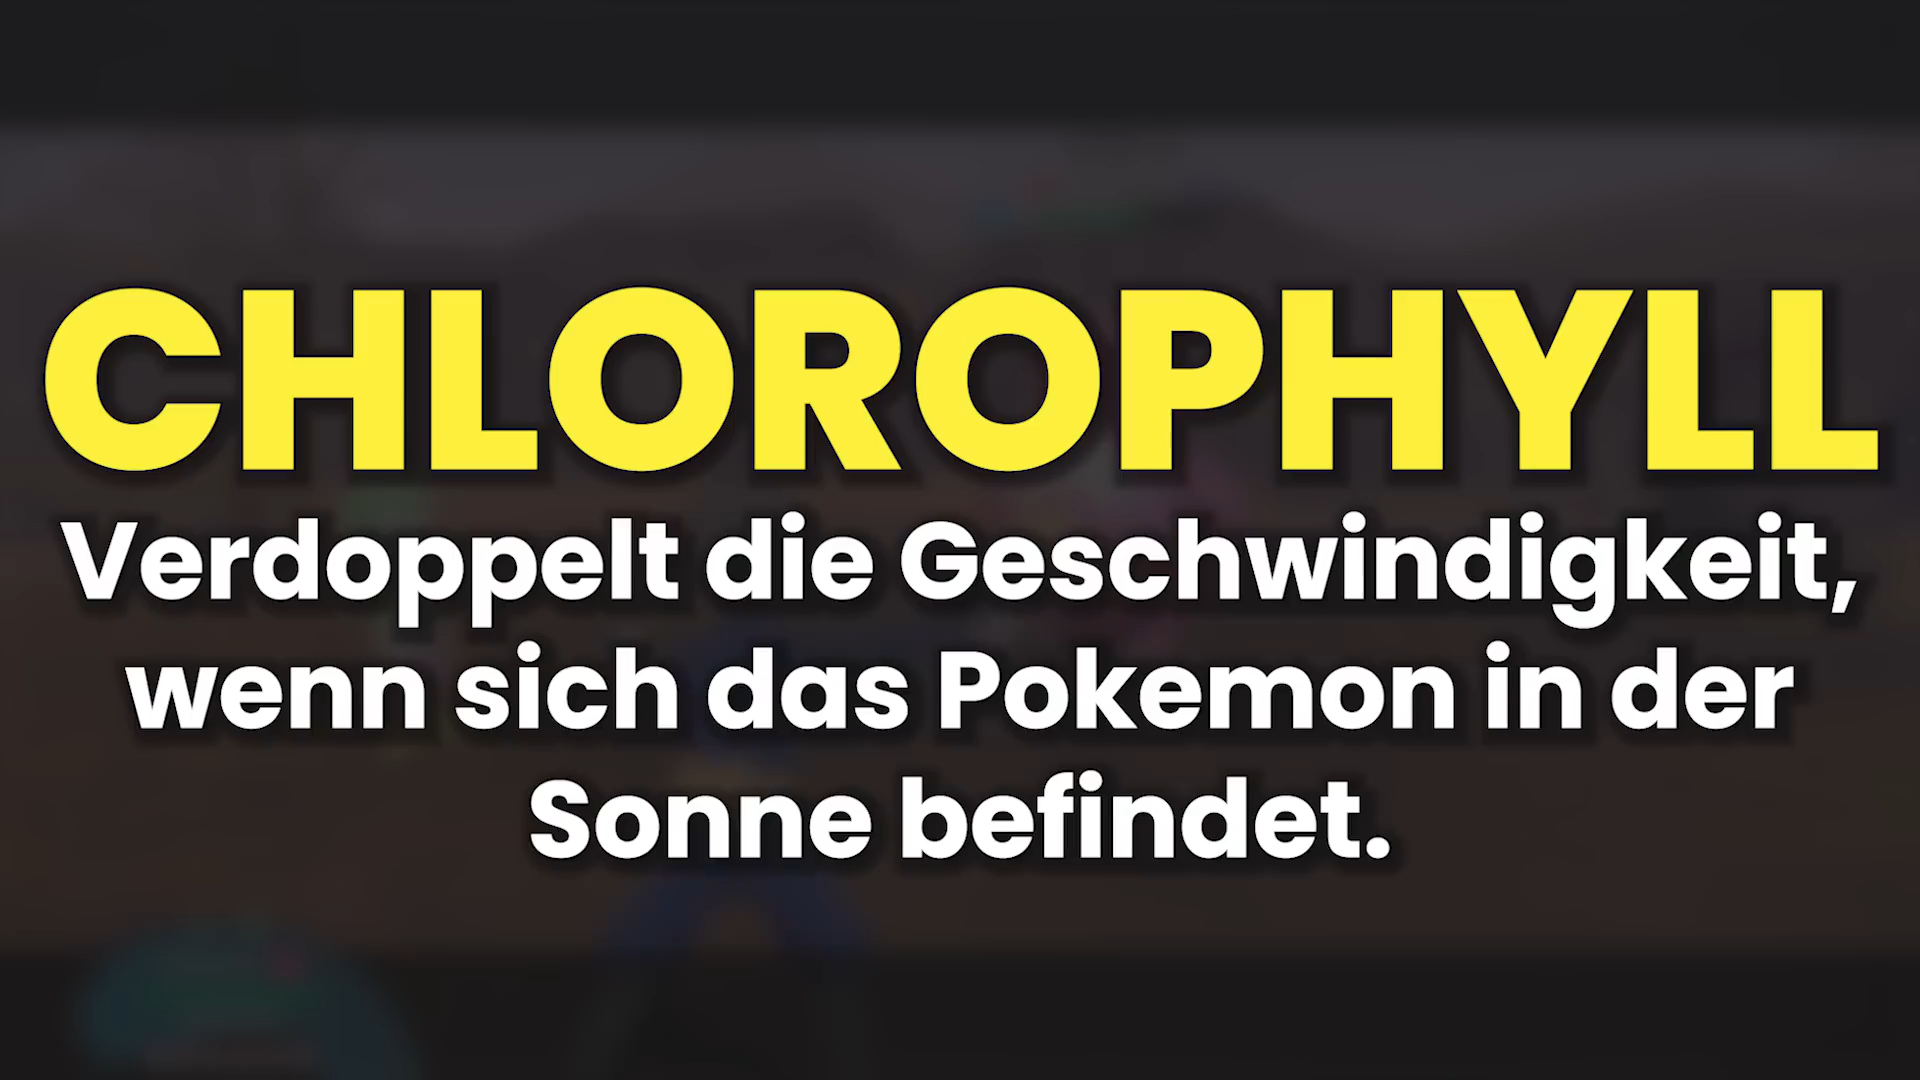 CHLOROPHYLL
Verdoppelt die Geschwindigkeit,
wenn sich das Pokemon in der
Sonne befindet.